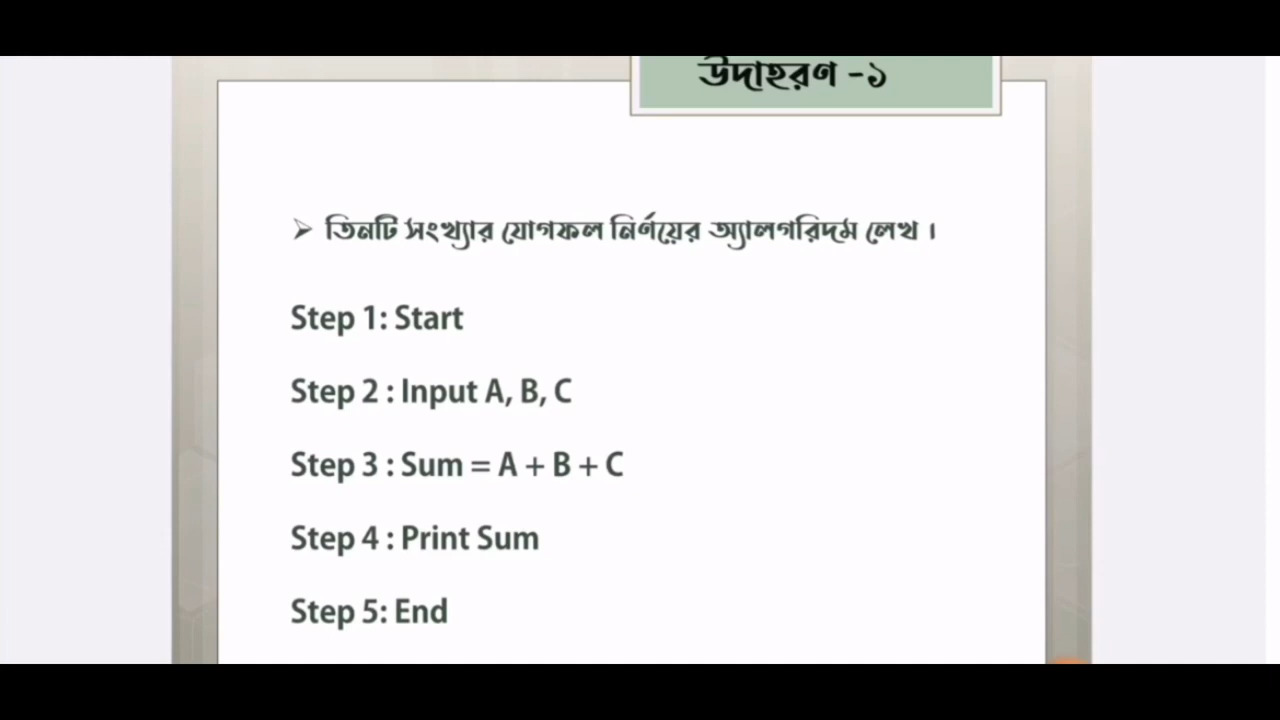 উদাহরণ -১
➢ তিনটি সংখ্যার যোগফল নির্ণয়ের অ্যালগরিদম লেখ ।
Step 1: Start
Step 2 : Input A, B, C
Step 3 : Sum = A + B + C
Step 4 : Print Sum
Step 5: End